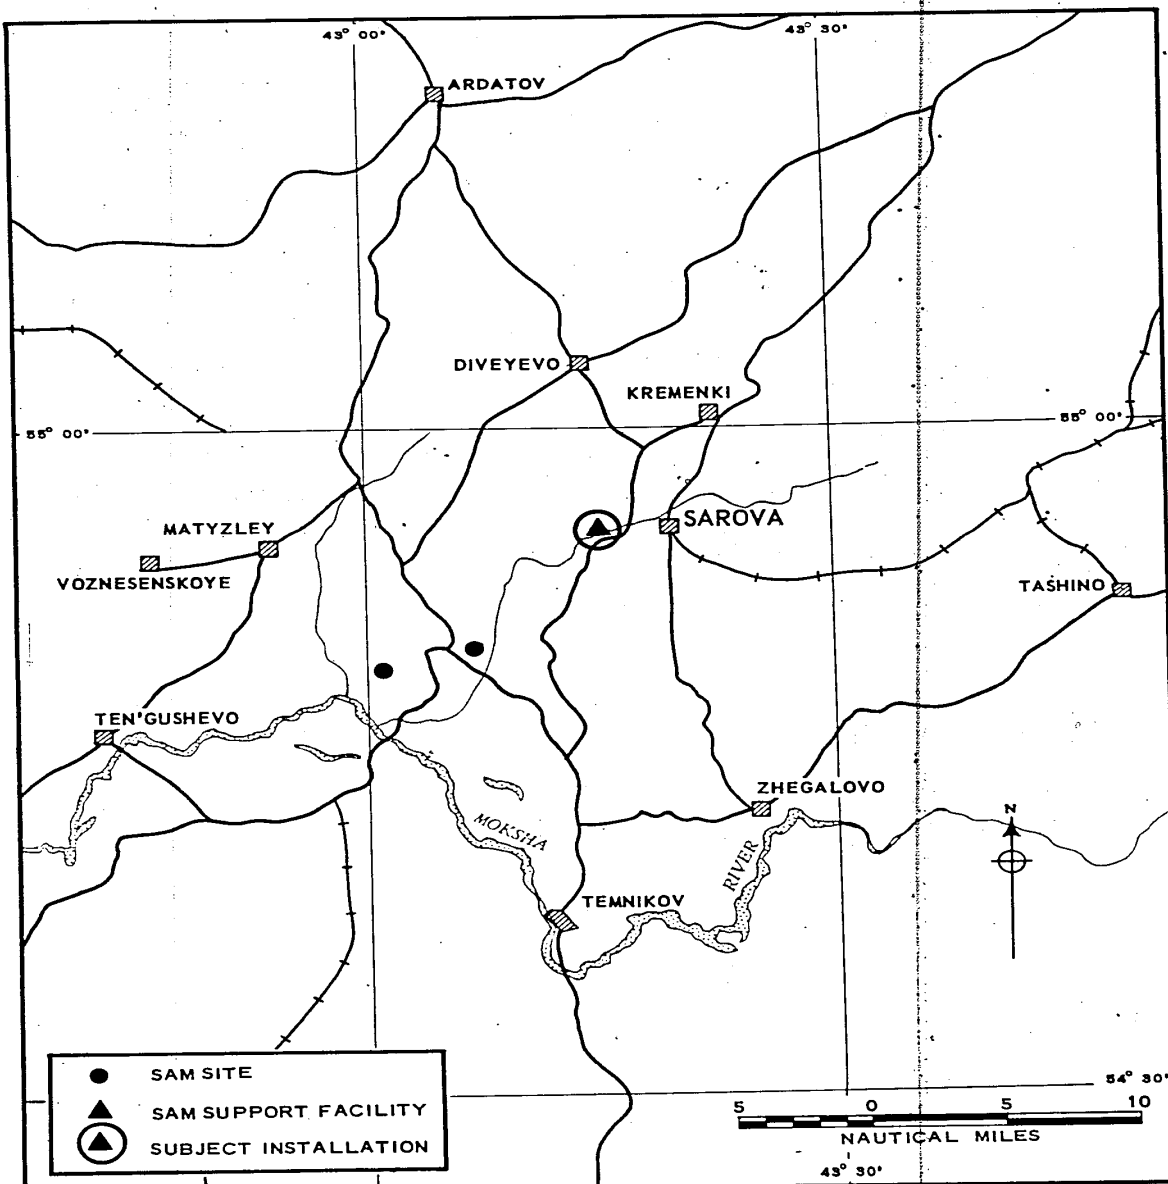 43° 00'
43° 30'
ARDATOV
DIVEYEVO
KREMENKI
55° 00'
55° 00'
MATYZLEY
SAROVA
VOZNESENSKOYE
TASHINO
TEN'GUSHEVO
ZHEGALOVO
MOKSHA
RIVER
N
TEMNIKOV
SAM SITE
SAM SUPPORT FACILITY
SUBJECT INSTALLATION
54° 30'
5 0 5 10
NAUTICAL MILES
43° 30'